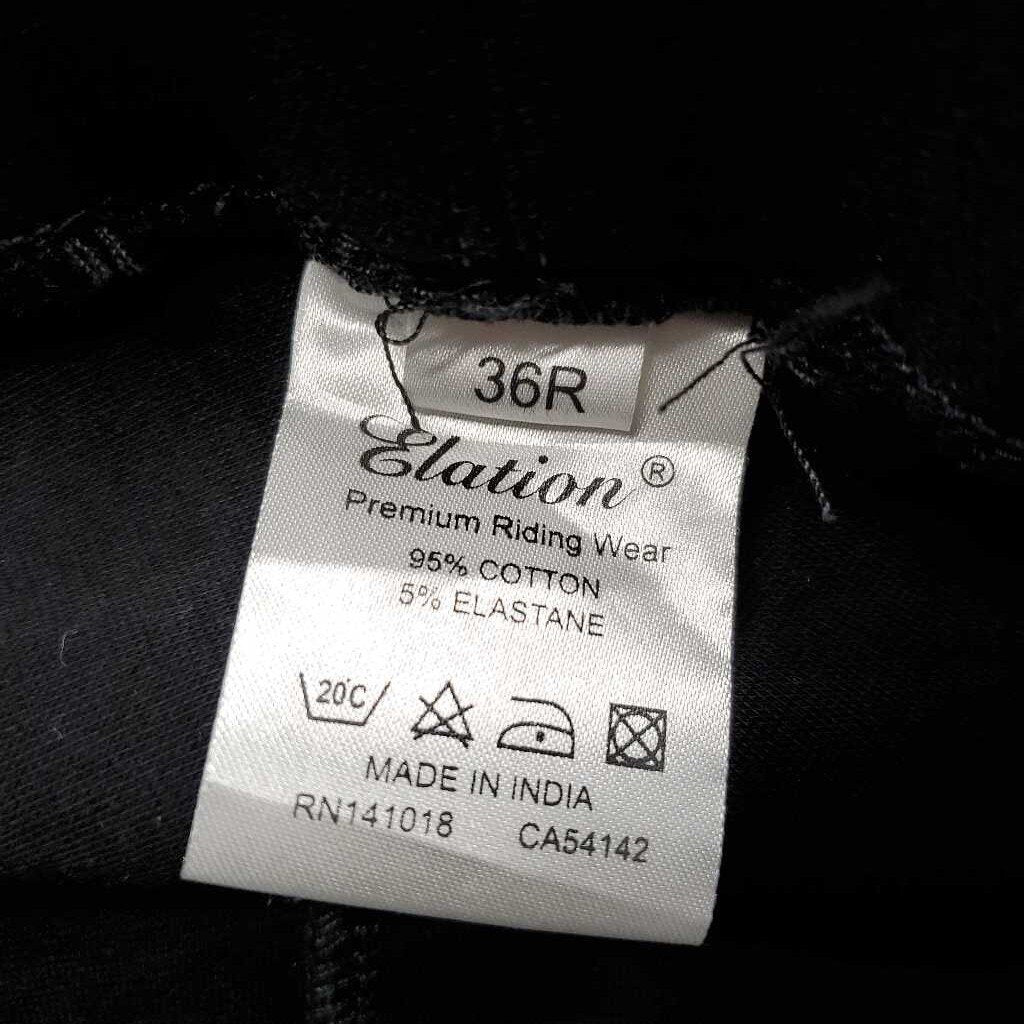 36R
Elation®
Premium Riding Wear
95% COTTON
5% ELASTANE
20°C
MADE IN INDIA
RN141018 CA54142